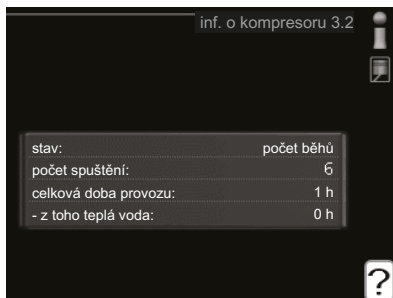 inf. o kompresoru 3.2
stav: počet běhů
počet spuštění: 6
celková doba provozu: 1 h
- z toho teplá voda: 0 h
?